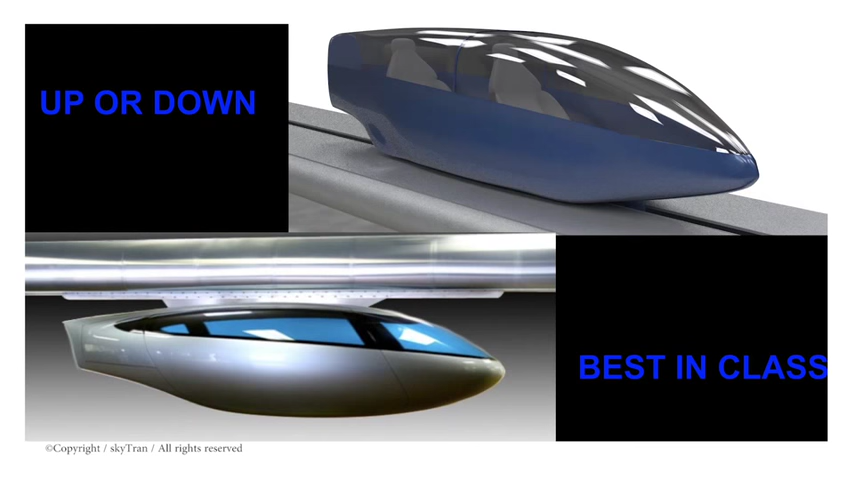 UP OR DOWN
BEST IN CLASS
©Copyright / skyTran / All rights reserved